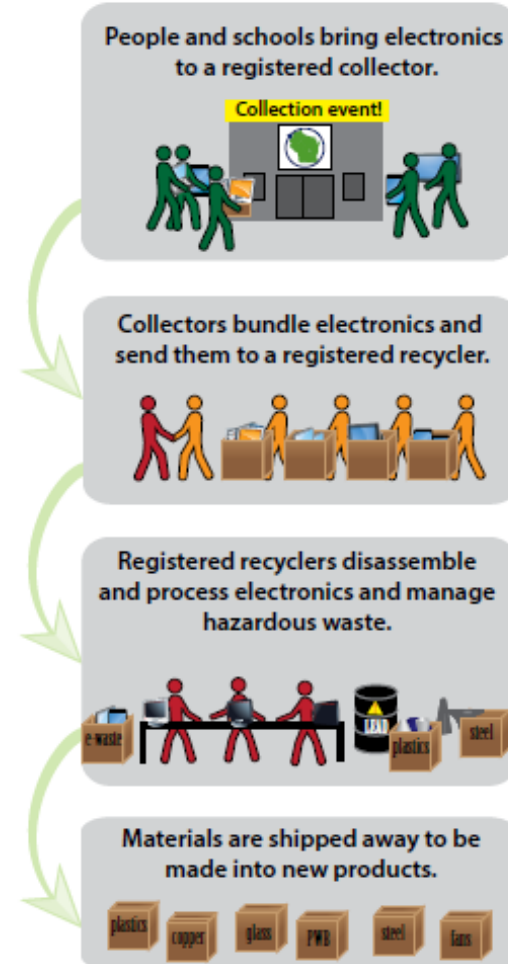 People and schools bring electronics
to a registered collector.
Collection event!
Collectors bundle electronics and
send them to a registered recycler.
Registered recyclers disassemble
and process electronics and manage
hazardous waste.
e-waste
LEAD
plastics
steel
Materials are shipped away to be
made into new products.
plastics
copper
glass
PWB
steel
fans